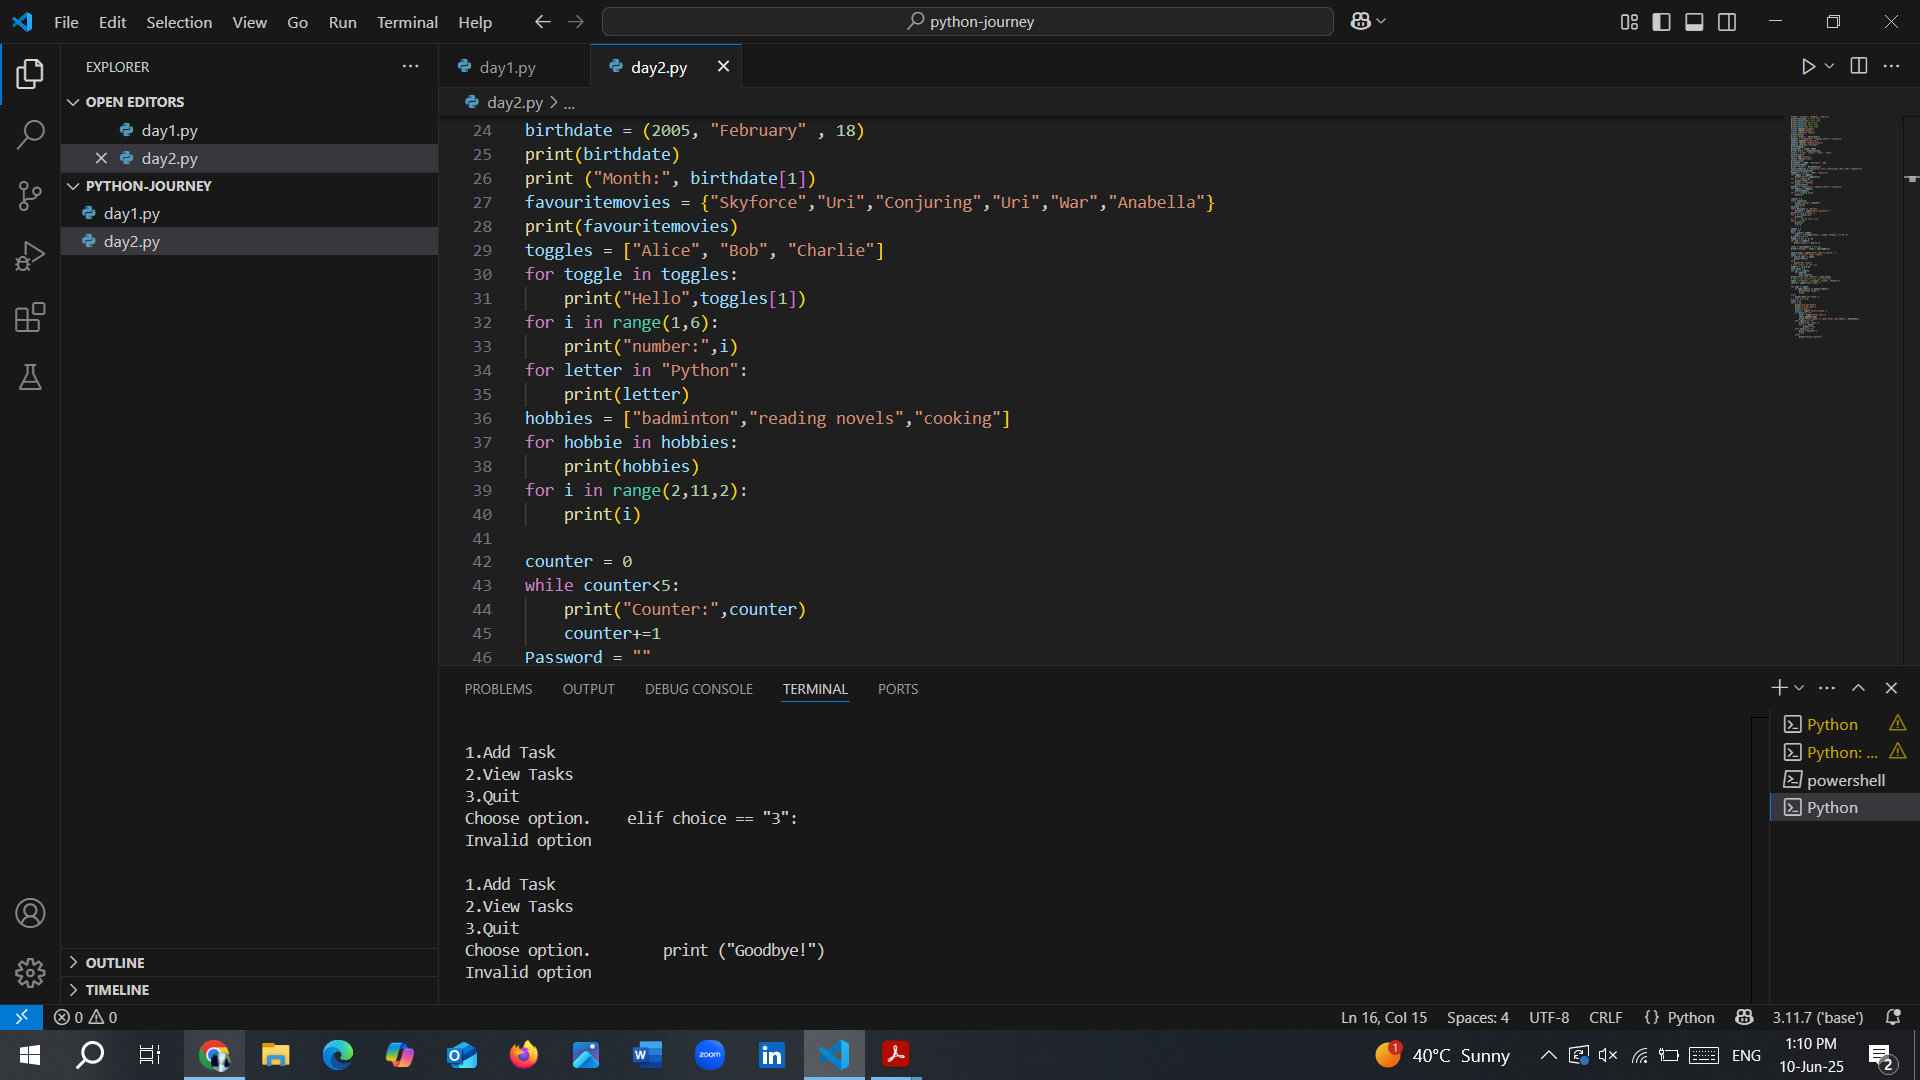 File Edit Selection View Go Run Terminal Help
python-journey
EXPLORER
OPEN EDITORS
day1.py
day2.py
PYTHON-JOURNEY
day1.py
day2.py
OUTLINE
TIMELINE
day1.py
day2.py
day2.py > ...
24 birthdate = (2005, "February" , 18)
25 print(birthdate)
26 print ("Month:", birthdate[1])
27 favouritemovies = {"Skyforce","Uri","Conjuring","Uri","War","Anabella"}
28 print(favouritemovies)
29 toggles = ["Alice", "Bob", "Charlie"]
30 for toggle in toggles:
31     print("Hello",toggles[1])
32 for i in range(1,6):
33     print("number:",i)
34 for letter in "Python":
35     print(letter)
36 hobbies = ["badminton","reading novels","cooking"]
37 for hobbie in hobbies:
38     print(hobbies)
39 for i in range(2,11,2):
40     print(i)
41
42 counter = 0
43 while counter<5:
44     print("Counter:",counter)
45     counter+=1
46 Password = ""
PROBLEMS OUTPUT DEBUG CONSOLE TERMINAL PORTS
1.Add Task
2.View Tasks
3.Quit
Choose option.    elif choice == "3":
Invalid option
1.Add Task
2.View Tasks
3.Quit
Choose option.        print ("Goodbye!")
Invalid option
Python
Python: ...
powershell
Python
0 0
Ln 16, Col 15 Spaces: 4 UTF-8 CRLF {} Python 3.11.7 ('base')
W zoom in
1
40°C Sunny
ENG
1:10 PM
10-Jun-25
2